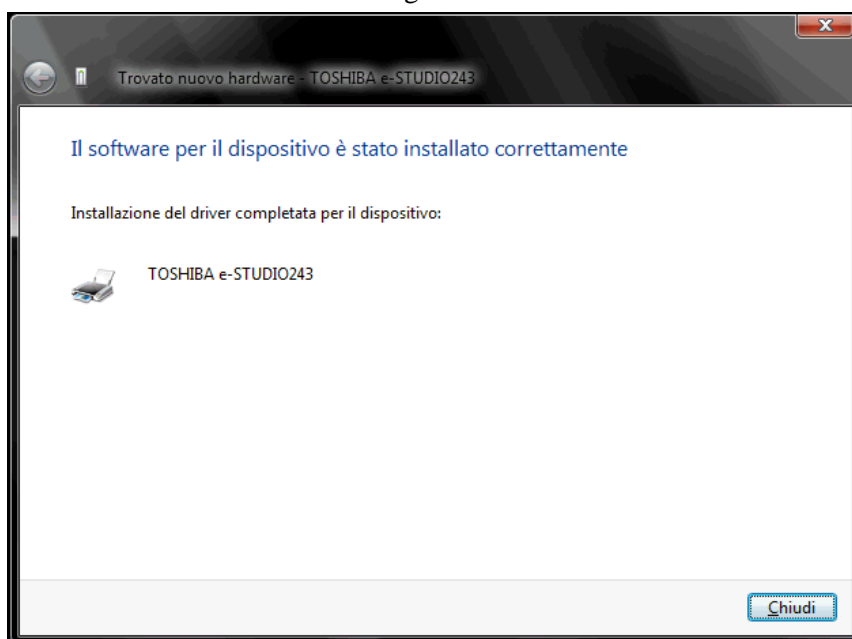 Trovato nuovo hardware - TOSHIBA e-STUDIO243
Il software per il dispositivo è stato installato correttamente
Installazione del driver completata per il dispositivo:
TOSHIBA e-STUDIO243
Chiudi